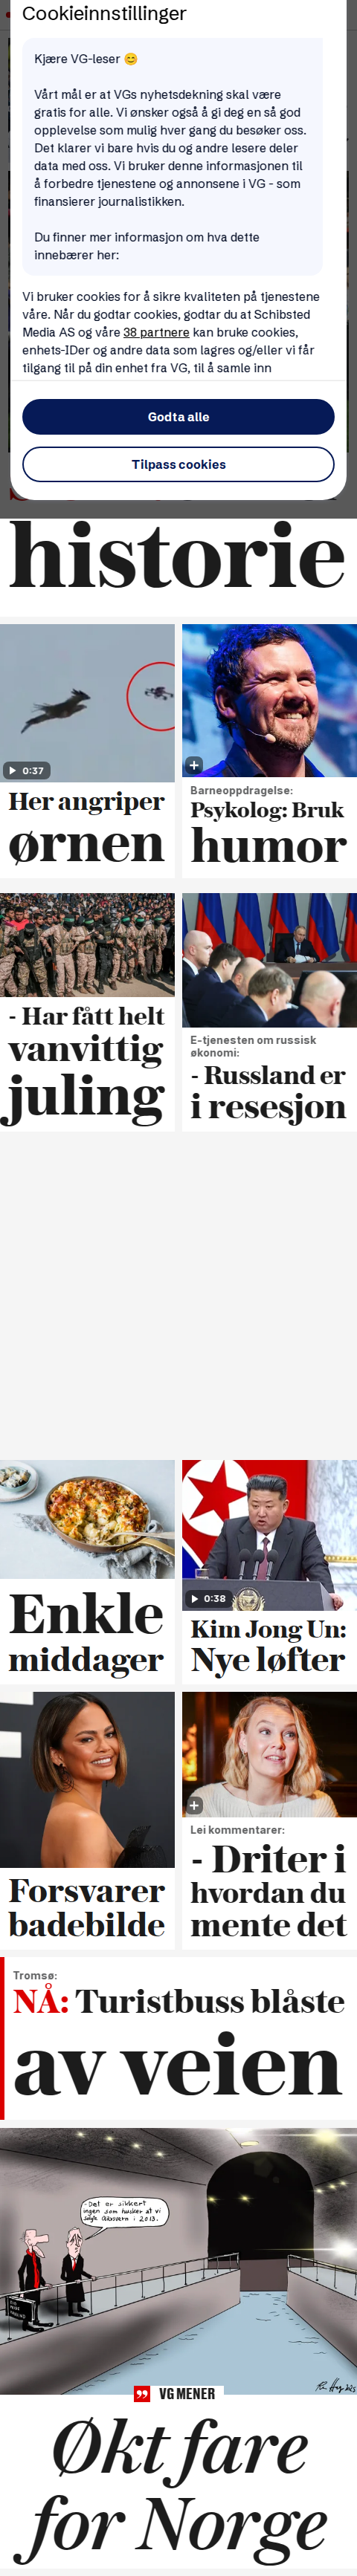 Cookieinnstillinger
Kjære VG-leser 😊
Vårt mål er at VGs nyhetsdekning skal være
gratis for alle. Vi ønsker også å gi deg en så god
opplevelse som mulig hver gang du besøker oss.
Det klarer vi bare hvis du og andre lesere deler
data med oss. Vi bruker denne informasjonen til
å forbedre tjenestene og annonsene i VG - som
finansierer journalistikken.
Du finner mer informasjon om hva dette
innebærer her:
Vi bruker cookies for å sikre kvaliteten på tjenestene
våre. Når du godtar cookies, godtar du at Schibsted
Media AS og våre 38 partnere kan bruke cookies,
enhets-IDer og andre data som lagres og/eller vi får
tilgang til på din enhet fra VG, til å samle inn
Godta alle
Tilpass cookies
historie
0:37
Her angriper
ørnen
Barneoppdragelse:
Psykolog: Bruk
humor
- Har fått helt
vanvittig
juling
E-tjenesten om russisk
økonomi:
- Russland er
i resesjon
Enkle
middager
0:38
Kim Jong Un:
Nye løfter
Forsvarer
badebilde
Lei kommentarer:
- Driter i
hvordan du
mente det
Tromsø:
NÅ: Turistbuss blåste
av veien
- Det er sikkert
ingen som husker at vi
VG MENER
Økt fare
for Norge